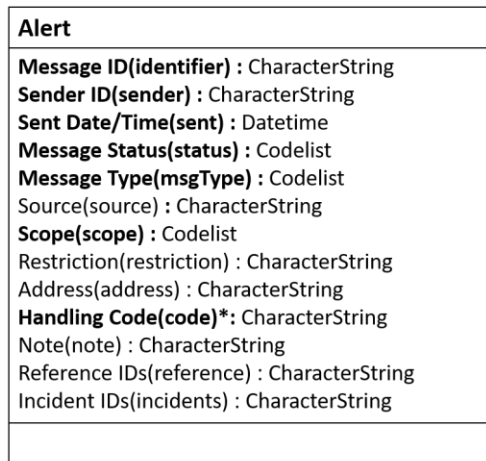 Alert
Message ID(identifier) : CharacterString
Sender ID(sender) : CharacterString
Sent Date/Time(sent) : Datetime
Message Status(status) : Codelist
Message Type(msgType) : Codelist
Source(source) : CharacterString
Scope(scope) : Codelist
Restriction(restriction) : CharacterString
Address(address) : CharacterString
Handling Code(code)*: CharacterString
Note(note) : CharacterString
Reference IDs(reference) : CharacterString
Incident IDs(incidents) : CharacterString